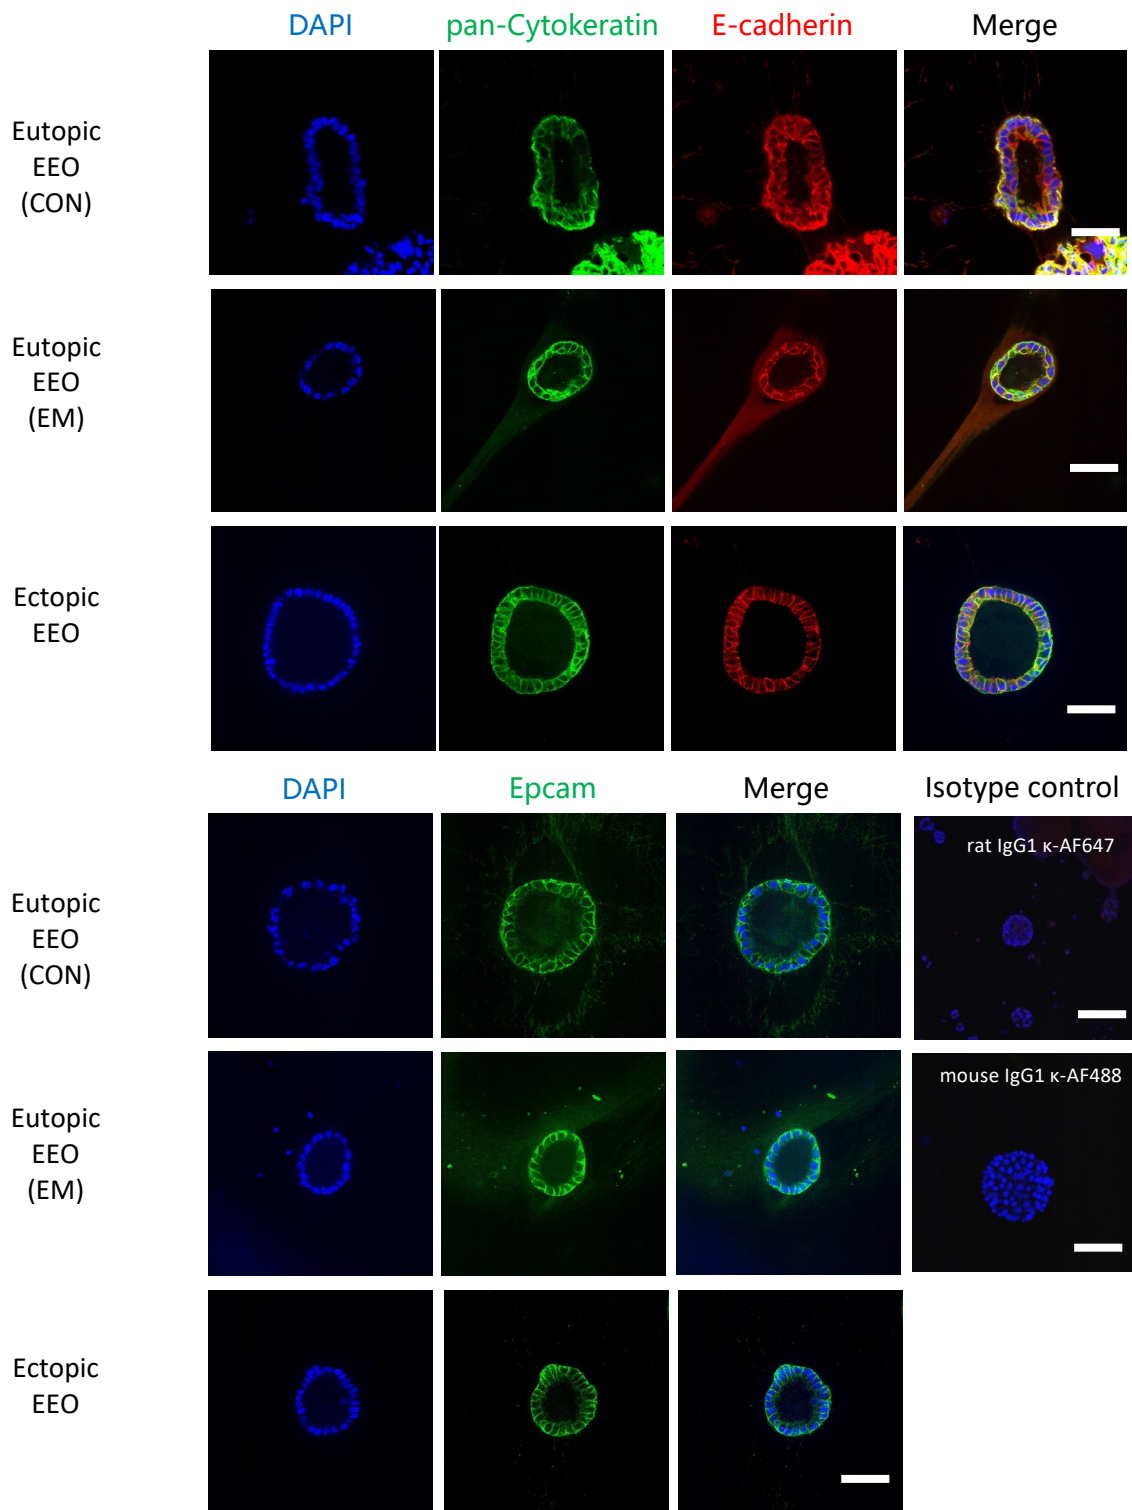 DAPI pan-Cytokeratin E-cadherin Merge
Eutopic
EEO
(CON)
Eutopic
EEO
(EM)
Ectopic
EEO
DAPI Epcam Merge Isotype control
rat IgG1 κ-AF647
Eutopic
EEO
(CON)
mouse IgG1 κ-AF488
Eutopic
EEO
(EM)
Ectopic
EEO